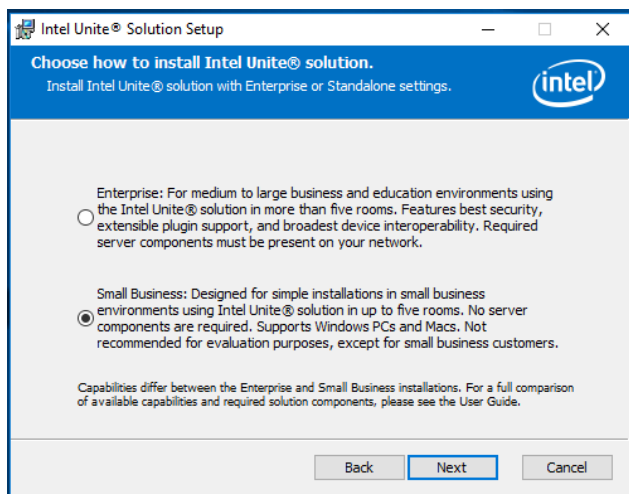 Intel Unite® Solution Setup
Choose how to install Intel Unite® solution.
Install Intel Unite® solution with Enterprise or Standalone settings.
intel
Enterprise: For medium to large business and education environments using
the Intel Unite® solution in more than five rooms. Features best security,
extensible plugin support, and broadest device interoperability. Required
server components must be present on your network.
Small Business: Designed for simple installations in small business
environments using Intel Unite® solution in up to five rooms. No server
components are required. Supports Windows PCs and Macs. Not
recommended for evaluation purposes, except for small business customers.
Capabilities differ between the Enterprise and Small Business installations. For a full comparison
of available capabilities and required solution components, please see the User Guide.
Back Next Cancel